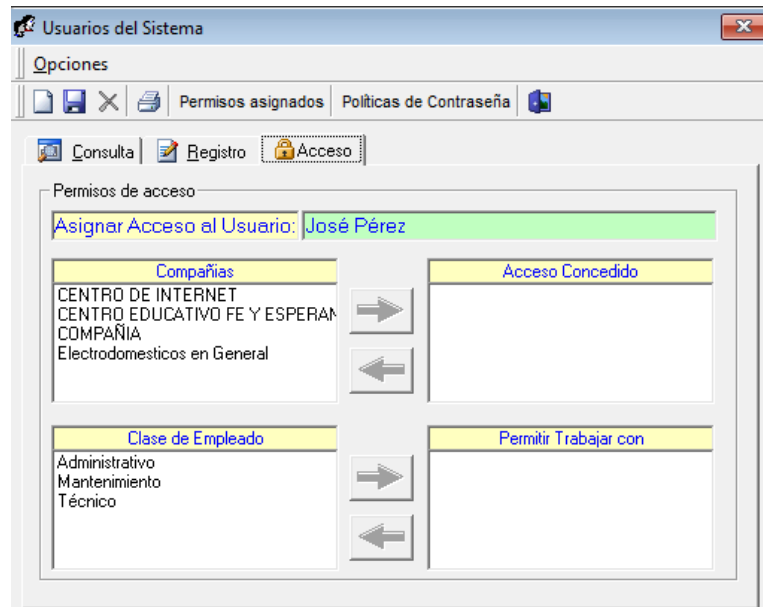 Usuarios del Sistema
Opciones
Permisos asignados Políticas de Contraseña
Consulta Registro Acceso
Permisos de acceso
Asignar Acceso al Usuario: José Pérez
Compañias
CENTRO DE INTERNET
CENTRO EDUCATIVO FE Y ESPERAN
COMPAÑIA
Electrodomesticos en General
Acceso Concedido
Clase de Empleado
Administrativo
Mantenimiento
Técnico
Permitir Trabajar con